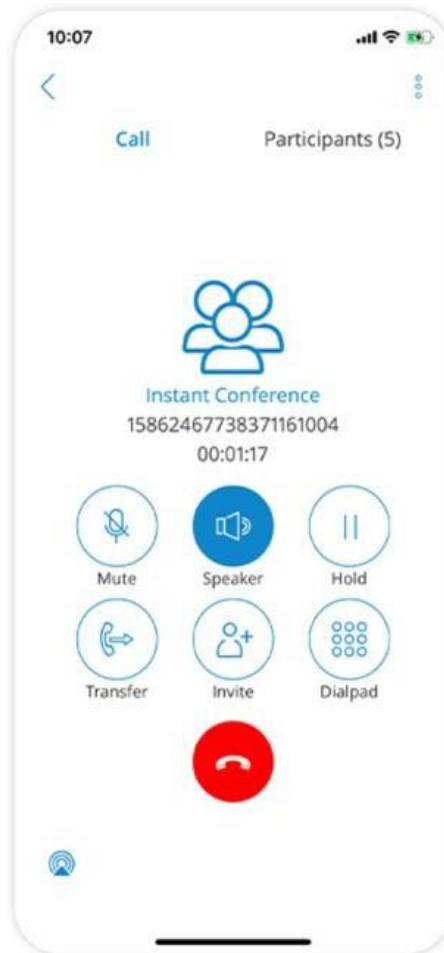 10:07
Call Participants (5)
Instant Conference
15862467738371161004
00:01:17
Mute Speaker Hold
Transfer Invite Dialpad